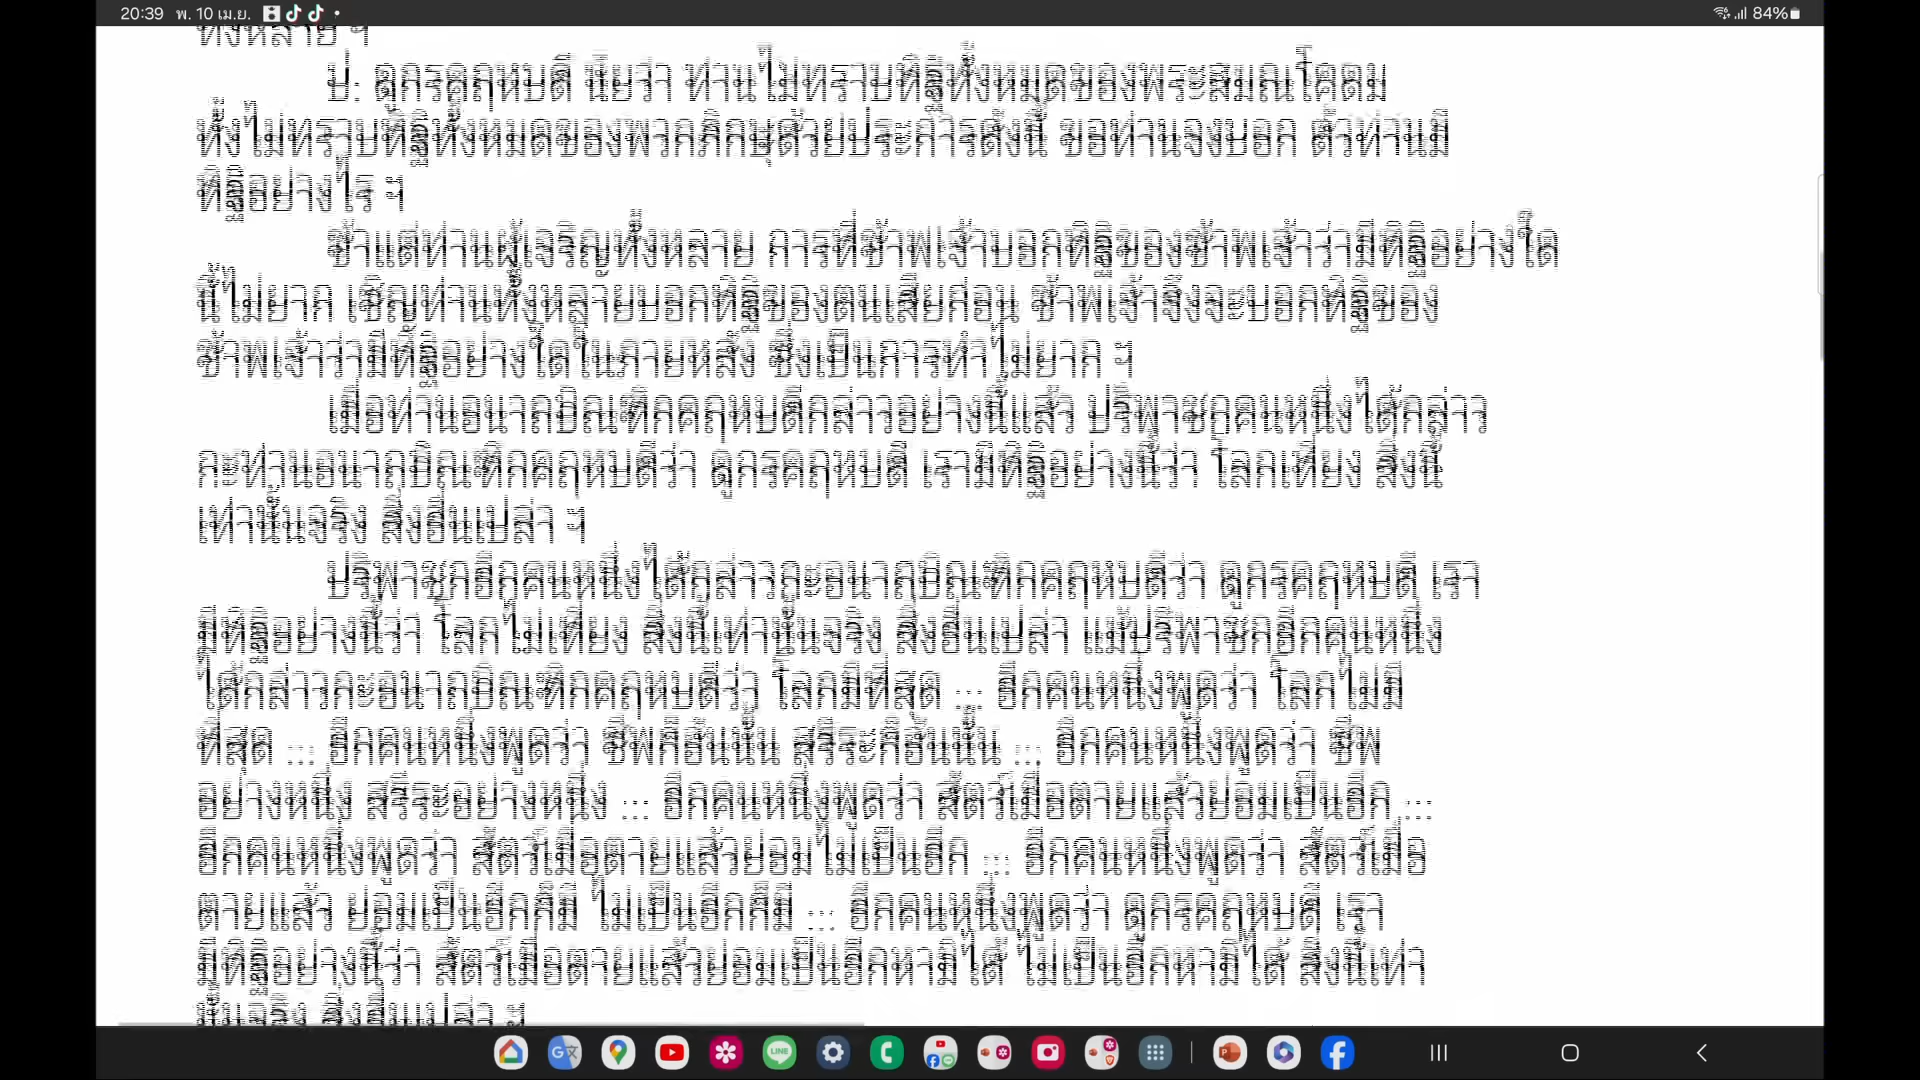 20:39 พ. 10 เม.ย. 84%
ทั้งหลาย ฯ
ป. ดูกรคฤหบดี นัยว่า ท่านไม่ทราบทิฏฐิทั้งหมดของพระสมณโคดม
ทั้งไม่ทราบทิฏฐิทั้งหมดของพวกภิกษุด้วยประการดังนี้ ขอท่านจงบอก ตัวท่านมี
ทิฏฐิอย่างไร ฯ
ข้าแต่ท่านผู้เจริญทั้งหลาย การที่ข้าพเจ้าบอกทิฏฐิของข้าพเจ้าว่ามีทิฏฐิอย่างใด
นี้ไม่ยาก เชิญท่านทั้งหลายบอกทิฏฐิของตนเสียก่อน ข้าพเจ้าจึงจะบอกทิฏฐิของ
ข้าพเจ้าว่ามีทิฏฐิอย่างใดในภายหลัง ซึ่งเป็นการทำไม่ยาก ฯ
เมื่อท่านอนาถบิณฑิกคฤหบดีกล่าวอย่างนี้แล้ว ปริพาชกคนหนึ่งได้กล่าว
กะท่านอนาถบิณฑิกคฤหบดีว่า ดูกรคฤหบดี เรามีทิฏฐิอย่างนี้ว่า โลกเที่ยง สิ่งนี้
เท่านั้นจริง สิ่งอื่นเปล่า ฯ
ปริพาชกอีกคนหนึ่งได้กล่าวกะอนาถบิณฑิกคฤหบดีว่า ดูกรคฤหบดี เรา
มีทิฏฐิอย่างนี้ว่า โลกไม่เที่ยง สิ่งนี้เท่านั้นจริง สิ่งอื่นเปล่า แม้ปริพาชกอีกคนหนึ่ง
ได้กล่าวกะอนาถบิณฑิกคฤหบดีว่า โลกมีที่สุด ... อีกคนหนึ่งพูดว่า โลกไม่มี
ที่สุด ... อีกคนหนึ่งพูดว่า ชีพก็อันนั้น สรีระก็อันนั้น ... อีกคนหนึ่งพูดว่า ชีพ
อย่างหนึ่ง สรีระอย่างหนึ่ง ... อีกคนหนึ่งพูดว่า สัตว์เมื่อตายแล้วย่อมเป็นอีก ...
อีกคนหนึ่งพูดว่า สัตว์เมื่อตายแล้วย่อมไม่เป็นอีก ... อีกคนหนึ่งพูดว่า สัตว์เมื่อ
ตายแล้ว ย่อมเป็นอีกก็มี ไม่เป็นอีกก็มี ... อีกคนหนึ่งพูดว่า ดูกรคฤหบดี เรา
มีทิฏฐิอย่างนี้ว่า สัตว์เมื่อตายแล้วย่อมเป็นอีกหามิได้ ไม่เป็นอีกหามิได้ สิ่งนี้เท่า
นั้นจริง สิ่งอื่นเปล่า ฯ
LINE